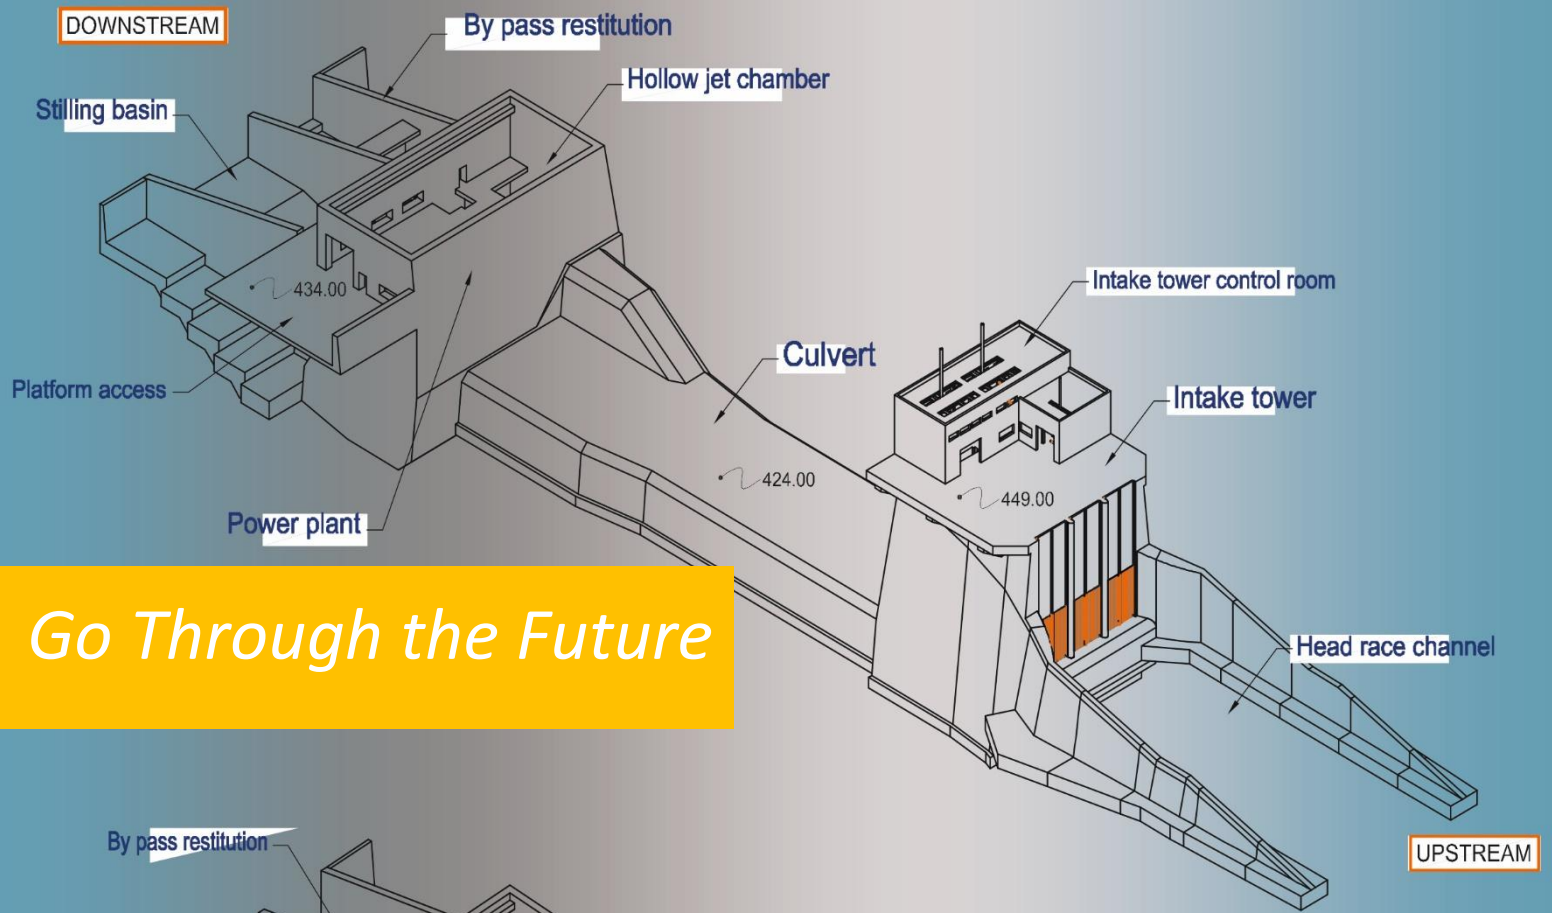 DOWNSTREAM
By pass restitution
Hollow jet chamber
Stilling basin
434.00
Intake tower control room
Culvert
Platform access
Intake tower
424.00
449.00
Power plant
Go Through the Future
Head race channel
By pass restitution
UPSTREAM